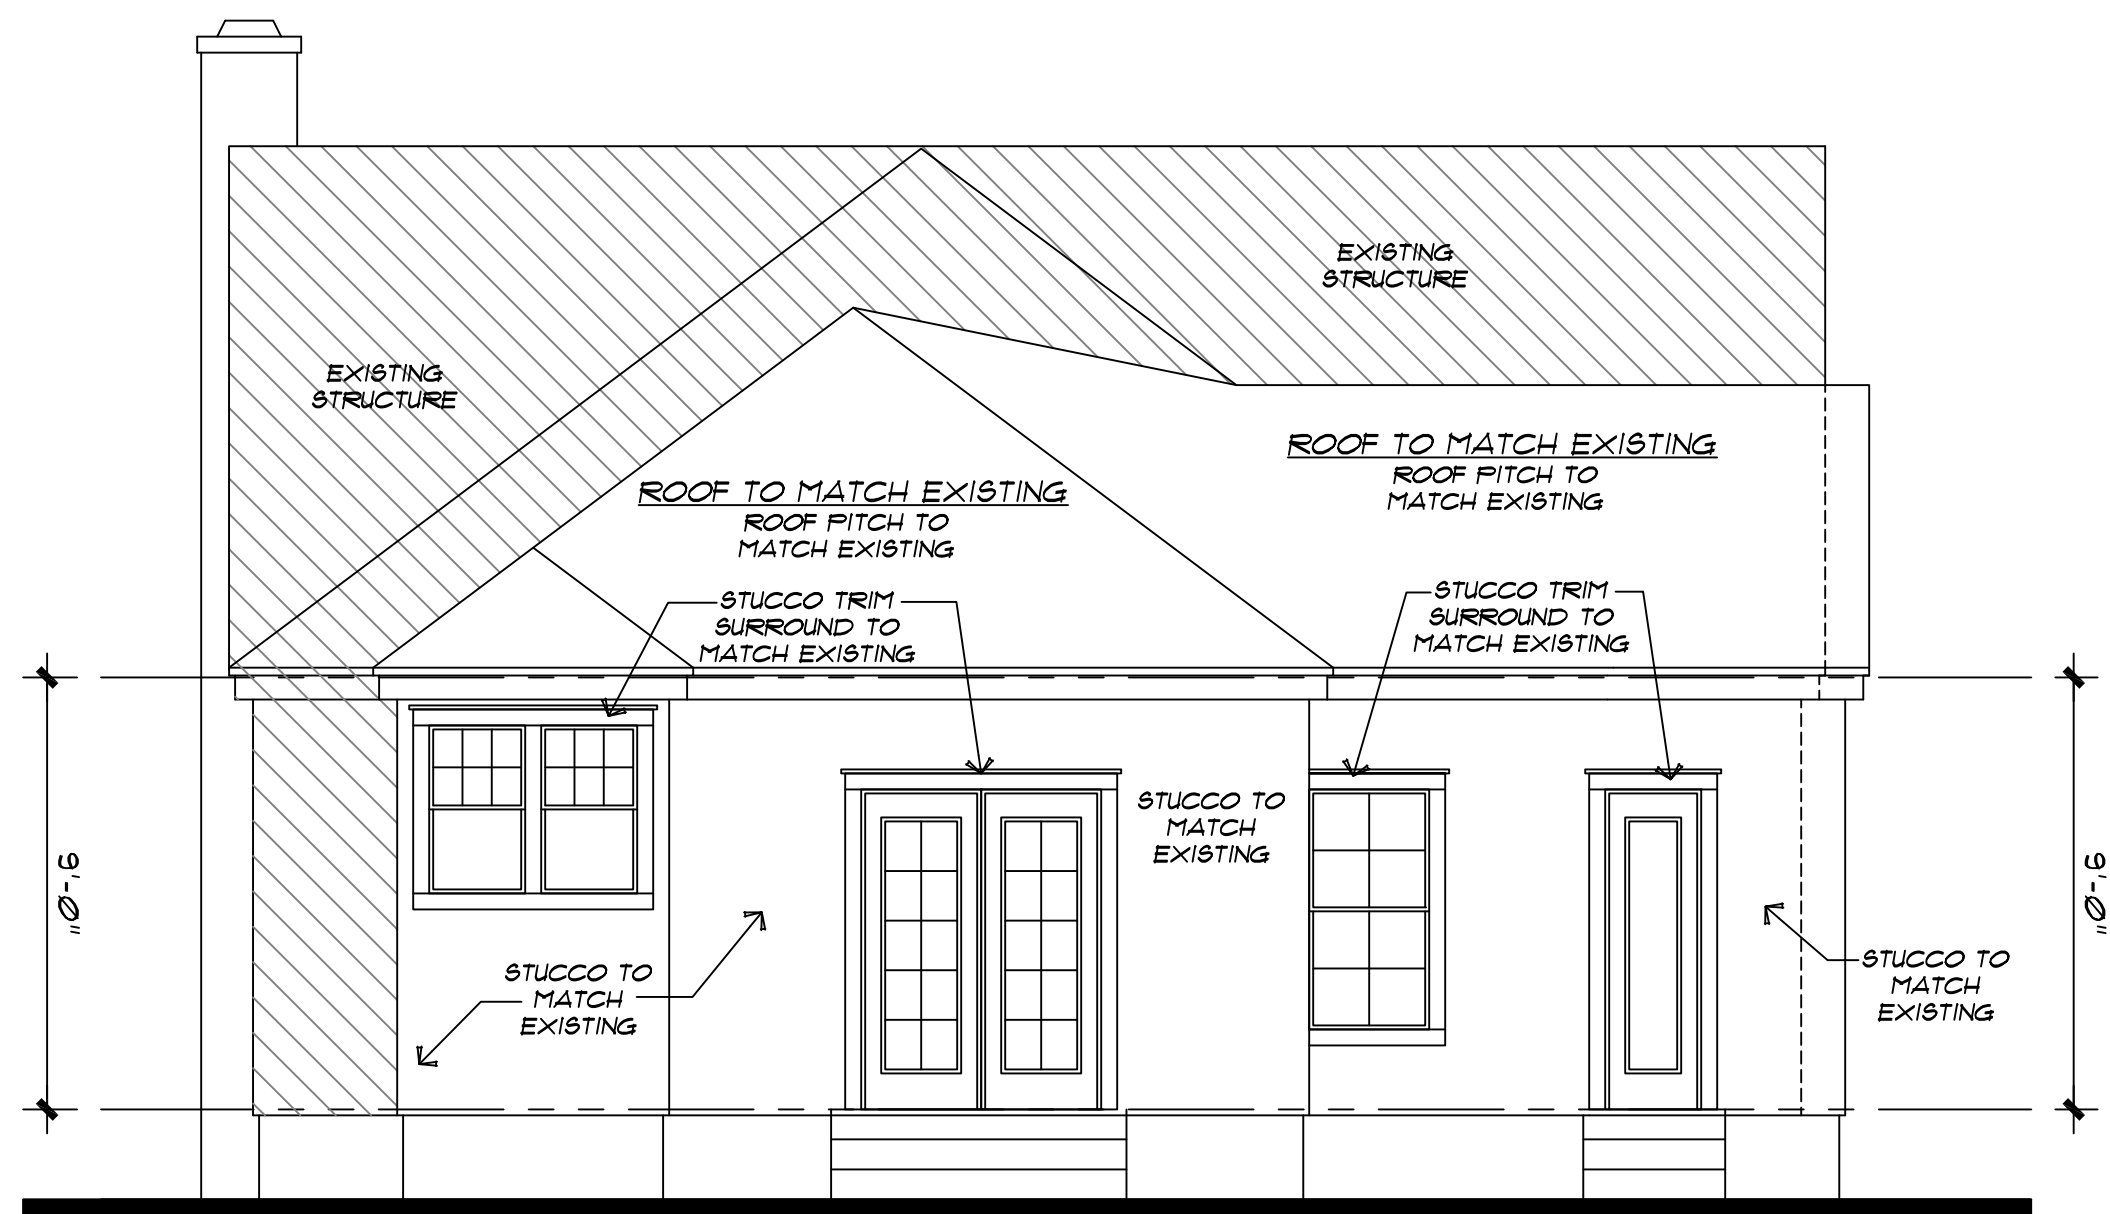 EXISTING
STRUCTURE
EXISTING
STRUCTURE
ROOF TO MATCH EXISTING
ROOF PITCH TO
MATCH EXISTING
ROOF TO MATCH EXISTING
ROOF PITCH TO
MATCH EXISTING
STUCCO TRIM
SURROUND TO
MATCH EXISTING
STUCCO TRIM
SURROUND TO
MATCH EXISTING
STUCCO TO
MATCH
EXISTING
9'-0"
9'-0"
STUCCO TO
MATCH
EXISTING
STUCCO TO
MATCH
EXISTING